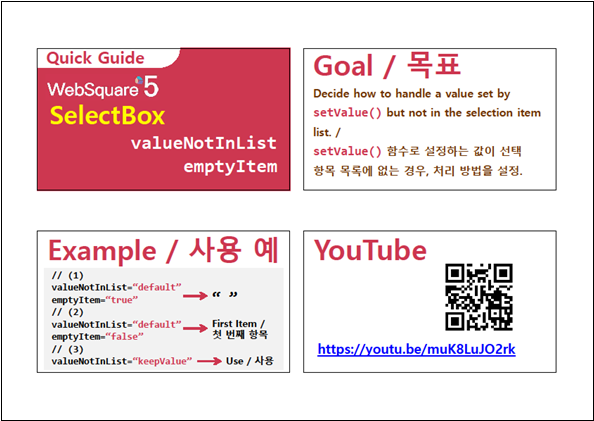 Quick Guide
WebSquare 5
SelectBox
valueNotInList
emptyItem
Goal / 목표
Decide how to handle a value set by
setValue() but not in the selection item
list. /
setValue() 함수로 설정하는 값이 선택
항목 목록에 없는 경우, 처리 방법을 설정.
Example / 사용 예
// (1)
valueNotInList=“default”
emptyItem=“true”
“ ”
// (2)
valueNotInList=“default”
emptyItem=“false”
First Item /
첫 번째 항목
// (3)
valueNotInList=“keepValue”
Use / 사용
YouTube
https://youtu.be/muK8LuJO2rk